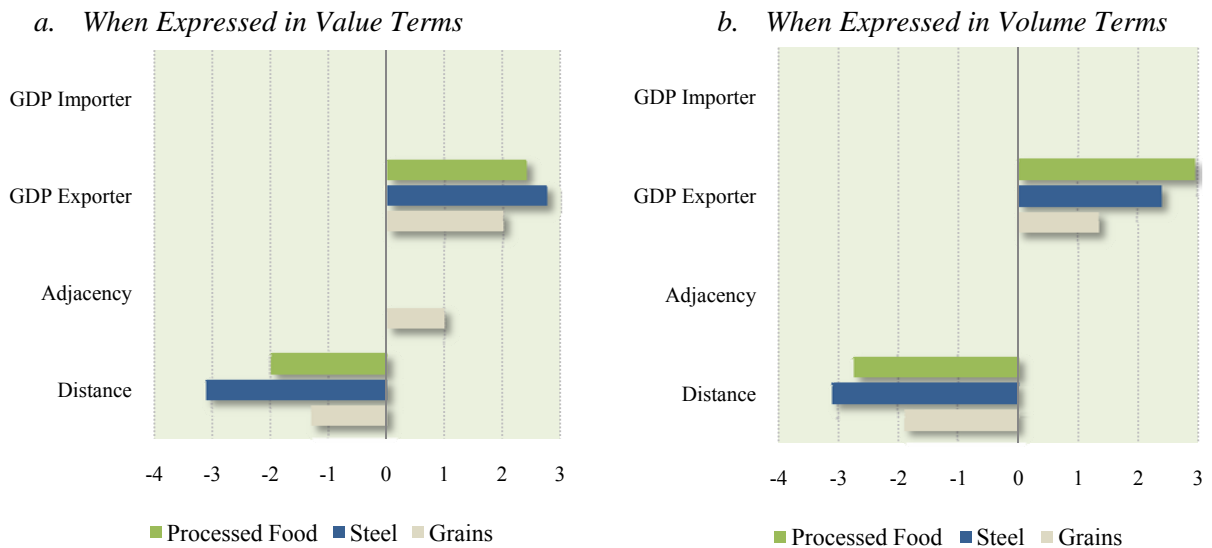 a. When Expressed in Value Terms
GDP Importer
GDP Exporter
Adjacency
Distance
-4 -3 -2 -1 0 1 2 3
Processed Food Steel Grains
b. When Expressed in Volume Terms
GDP Importer
GDP Exporter
Adjacency
Distance
-4 -3 -2 -1 0 1 2 3
Processed Food Steel Grains